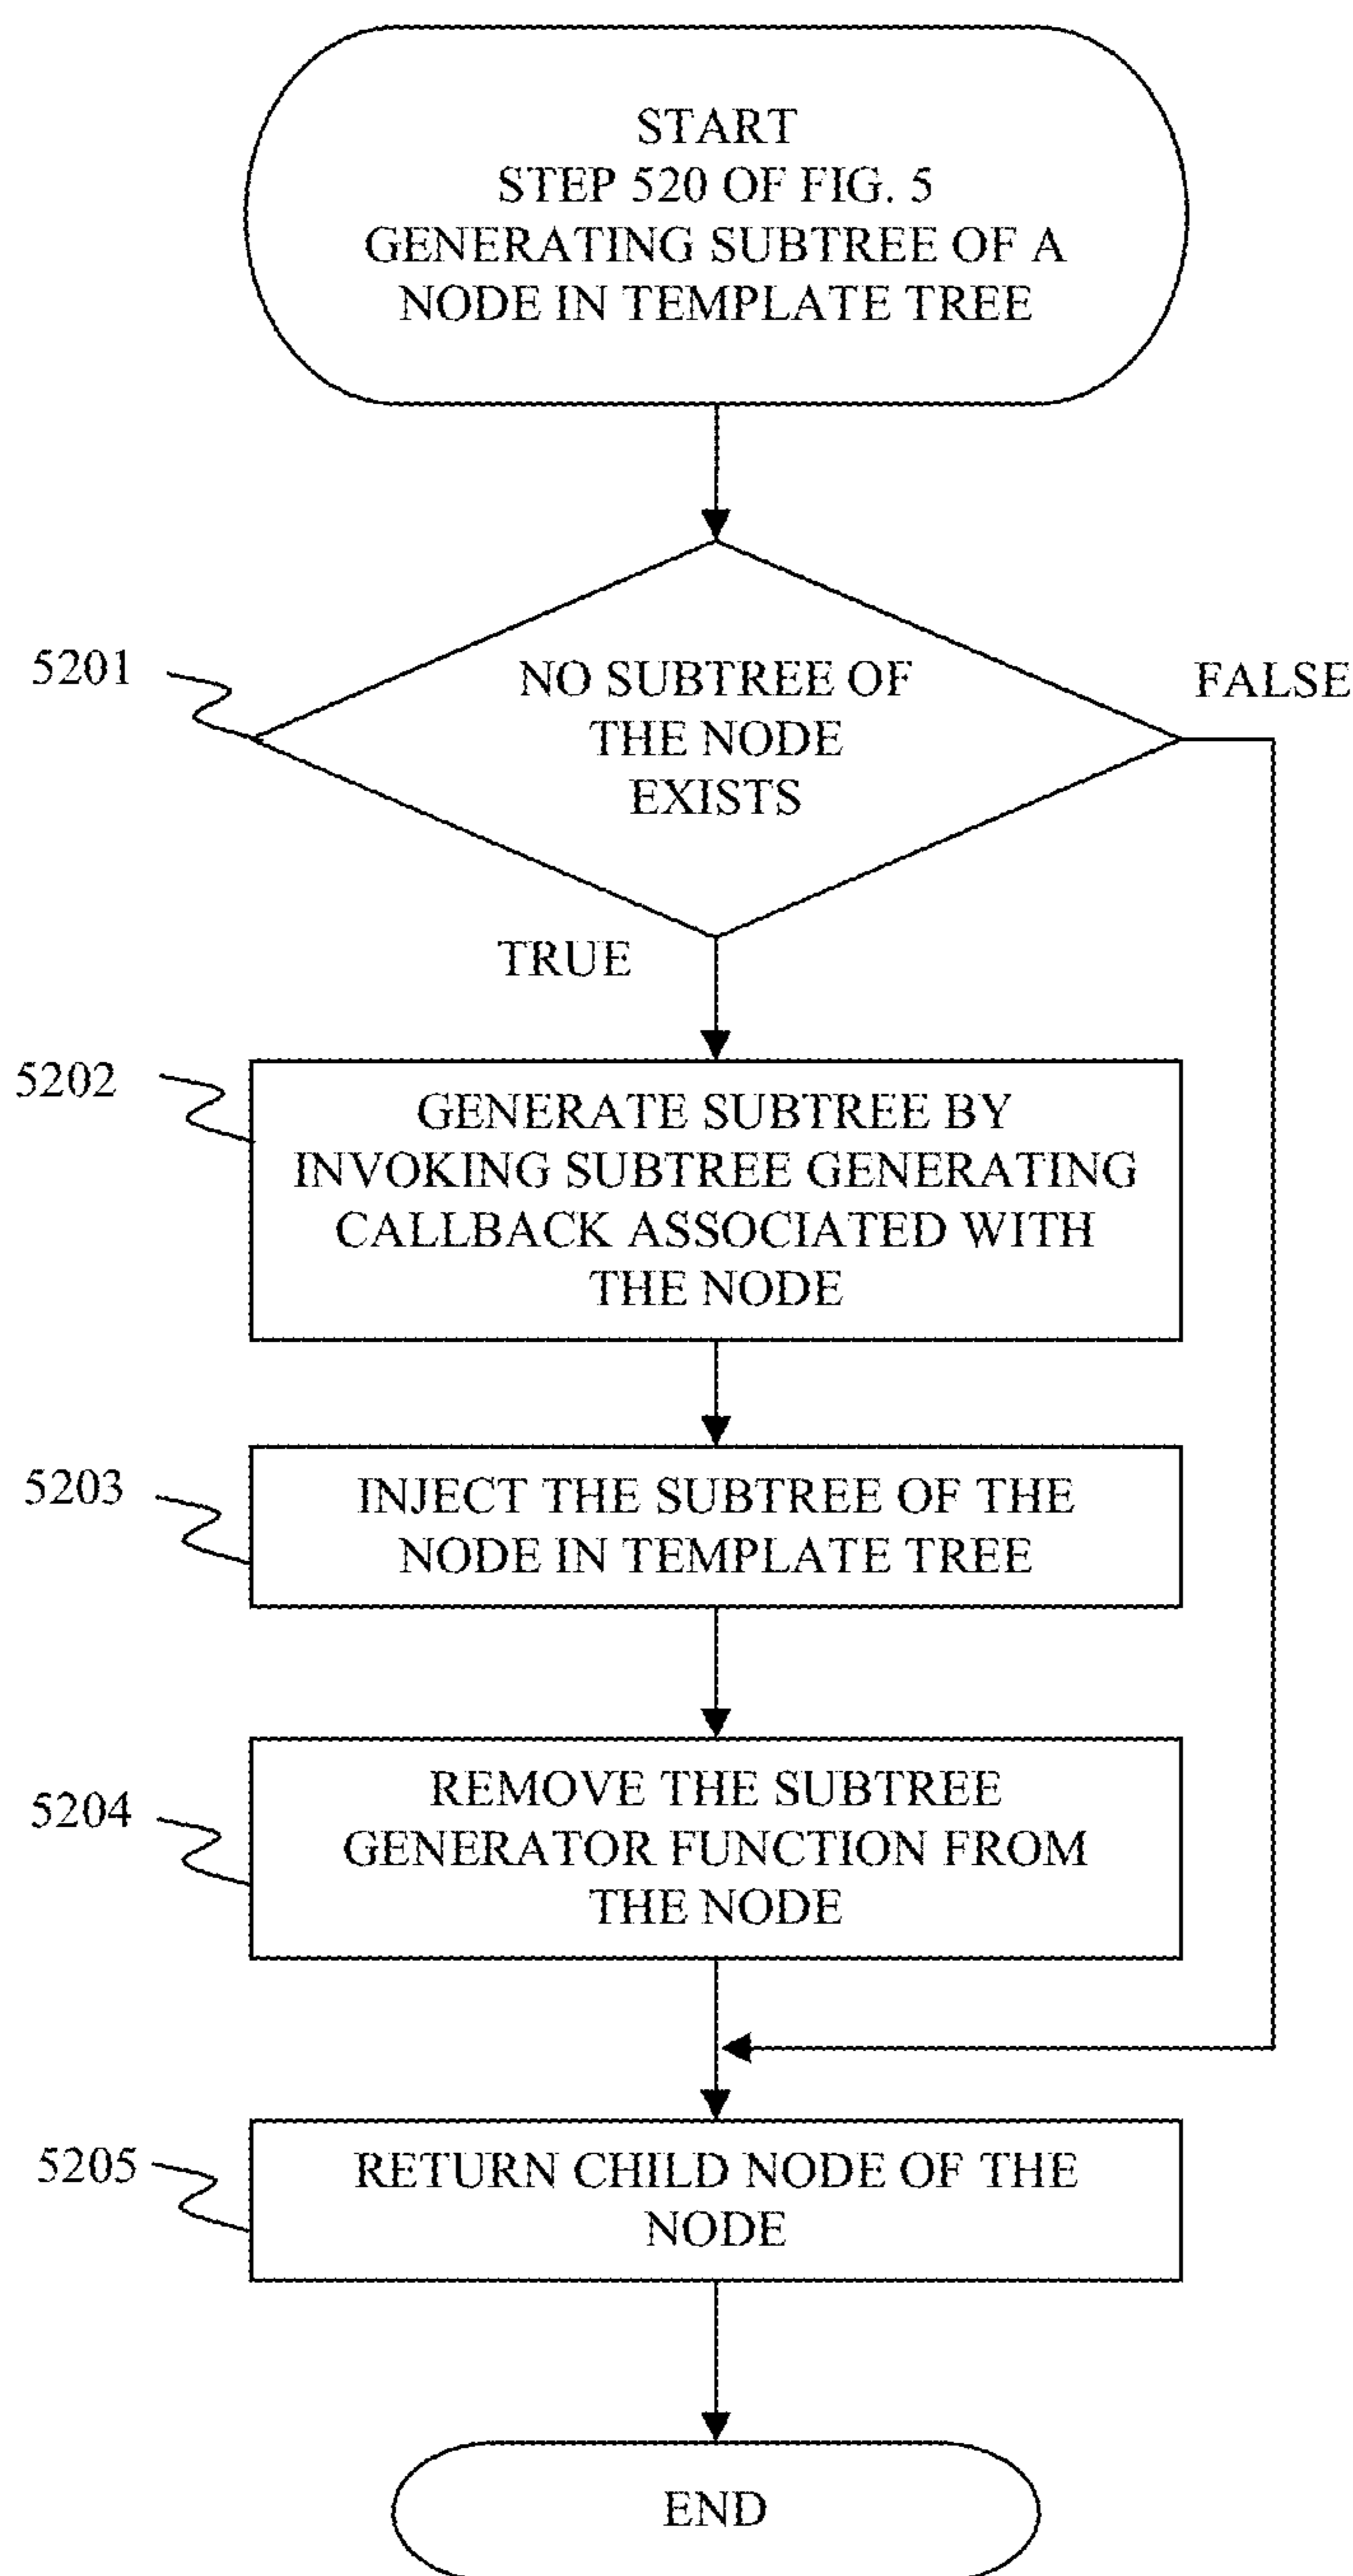 START
STEP 520 OF FIG. 5
GENERATING SUBTREE OF A
NODE IN TEMPLATE TREE
5201
NO SUBTREE OF
THE NODE
EXISTS
FALSE
TRUE
5202
GENERATE SUBTREE BY
INVOKING SUBTREE GENERATING
CALLBACK ASSOCIATED WITH
THE NODE
5203
INJECT THE SUBTREE OF THE
NODE IN TEMPLATE TREE
5204
REMOVE THE SUBTREE
GENERATOR FUNCTION FROM
THE NODE
5205
RETURN CHILD NODE OF THE
NODE
END